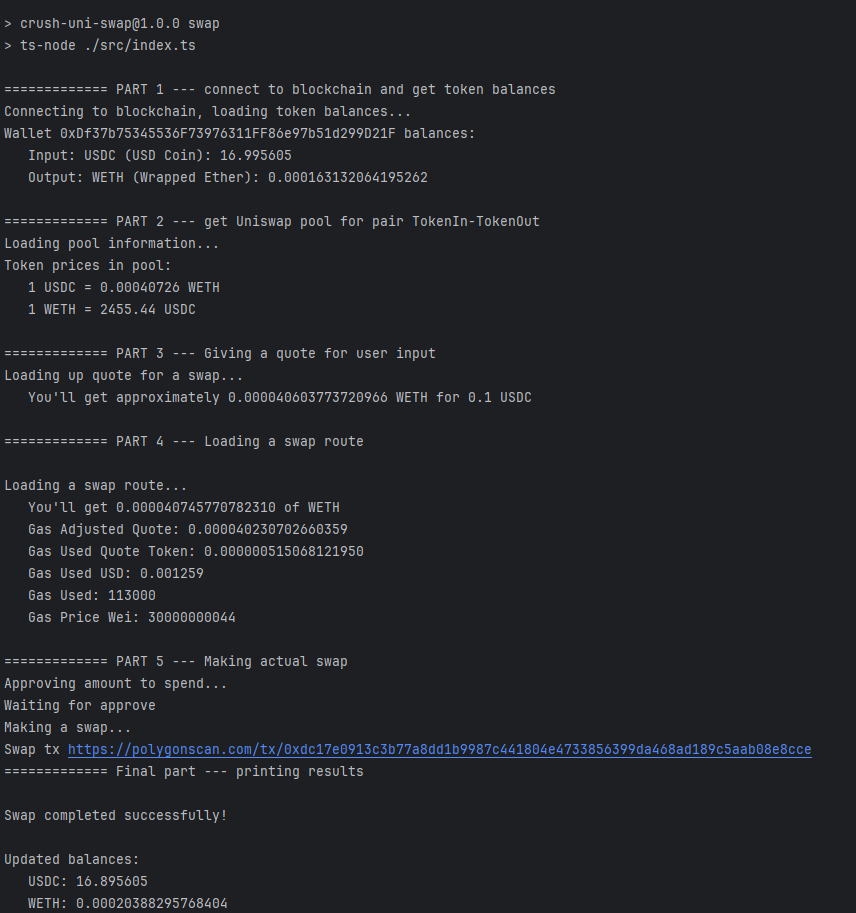 > crush-uni-swap@1.0.0 swap
> ts-node ./src/index.ts
============= PART 1 --- connect to blockchain and get token balances
Connecting to blockchain, loading token balances...
Wallet 0xDf37b75345536F73976311FF86e97b51d299D21F balances:
Input: USDC (USD Coin): 16.995605
Output: WETH (Wrapped Ether): 0.000163132064195262
============= PART 2 --- get Uniswap pool for pair TokenIn-TokenOut
Loading pool information...
Token prices in pool:
1 USDC = 0.00040726 WETH
1 WETH = 2455.44 USDC
============= PART 3 --- Giving a quote for user input
Loading up quote for a swap...
You'll get approximately 0.000040603773720966 WETH for 0.1 USDC
============= PART 4 --- Loading a swap route
Loading a swap route...
You'll get 0.000040745770782310 of WETH
Gas Adjusted Quote: 0.000040230702660359
Gas Used Quote Token: 0.000000515068121950
Gas Used USD: 0.001259
Gas Used: 113000
Gas Price Wei: 30000000044
============= PART 5 --- Making actual swap
Approving amount to spend...
Waiting for approve
Making a swap...
Swap tx https://polygonscan.com/tx/0xdc17e0913c3b77a8dd1b9987c441804e4733856399da468ad189c5aab08e8cce
============= Final part --- printing results
Swap completed successfully!
Updated balances:
USDC: 16.895605
WETH: 0.00020388295768404